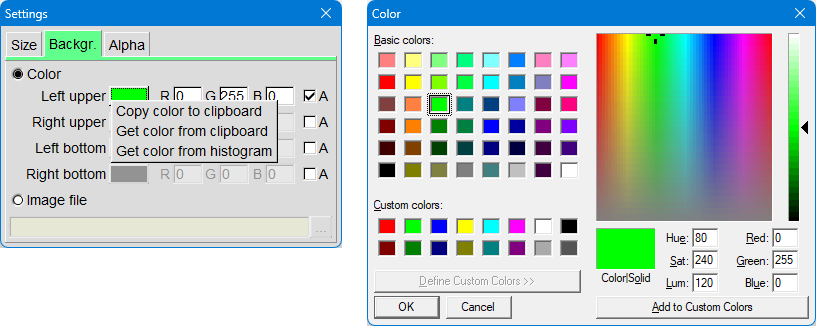 Settings
Size Backgr. Alpha
Color
Left upper R 0 G 255 B 0 A
Copy color to clipboard
Right upper A
Get color from clipboard
Left bottom A
Get color from histogram
Right bottom R 0 G 0 B 0 A
Image file
...
Color
Basic colors:
Custom colors:
Define Custom Colors >>
OK Cancel
Color|Solid
Hue: 80 Red: 0
Sat: 240 Green: 255
Lum: 120 Blue: 0
Add to Custom Colors